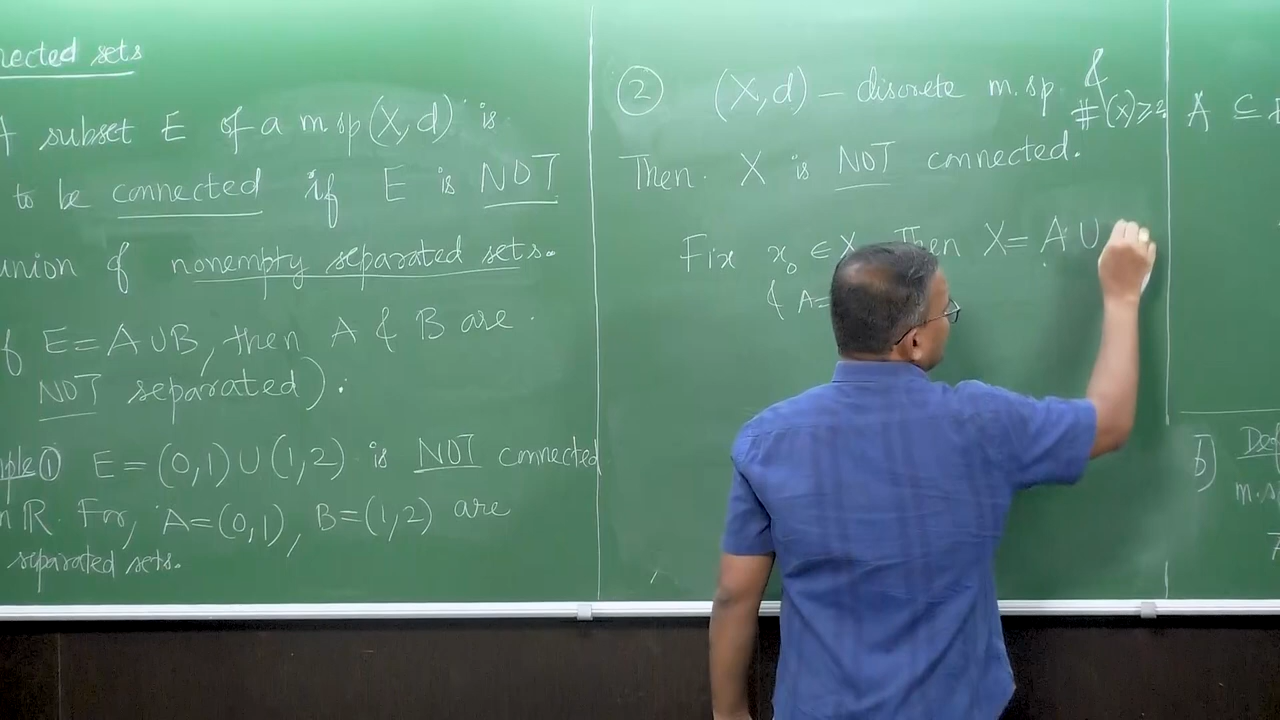 nected sets
A subset E of a m.sp (X,d) is
to be connected if E is NOT
union of nonempty separated sets.
f E=A∪B, then A & B are
NOT separated).
mple ① E = (0,1) ∪ (1,2) is NOT connected
n ℝ. For, A=(0,1), B=(1,2) are
separated sets.
② (X,d) – discrete m.sp. &
#(X)≥2
Then X is NOT connected.
Fix x₀ ∈ X. Then X = A ∪
& A=
A ⊆
b) Def
m.s